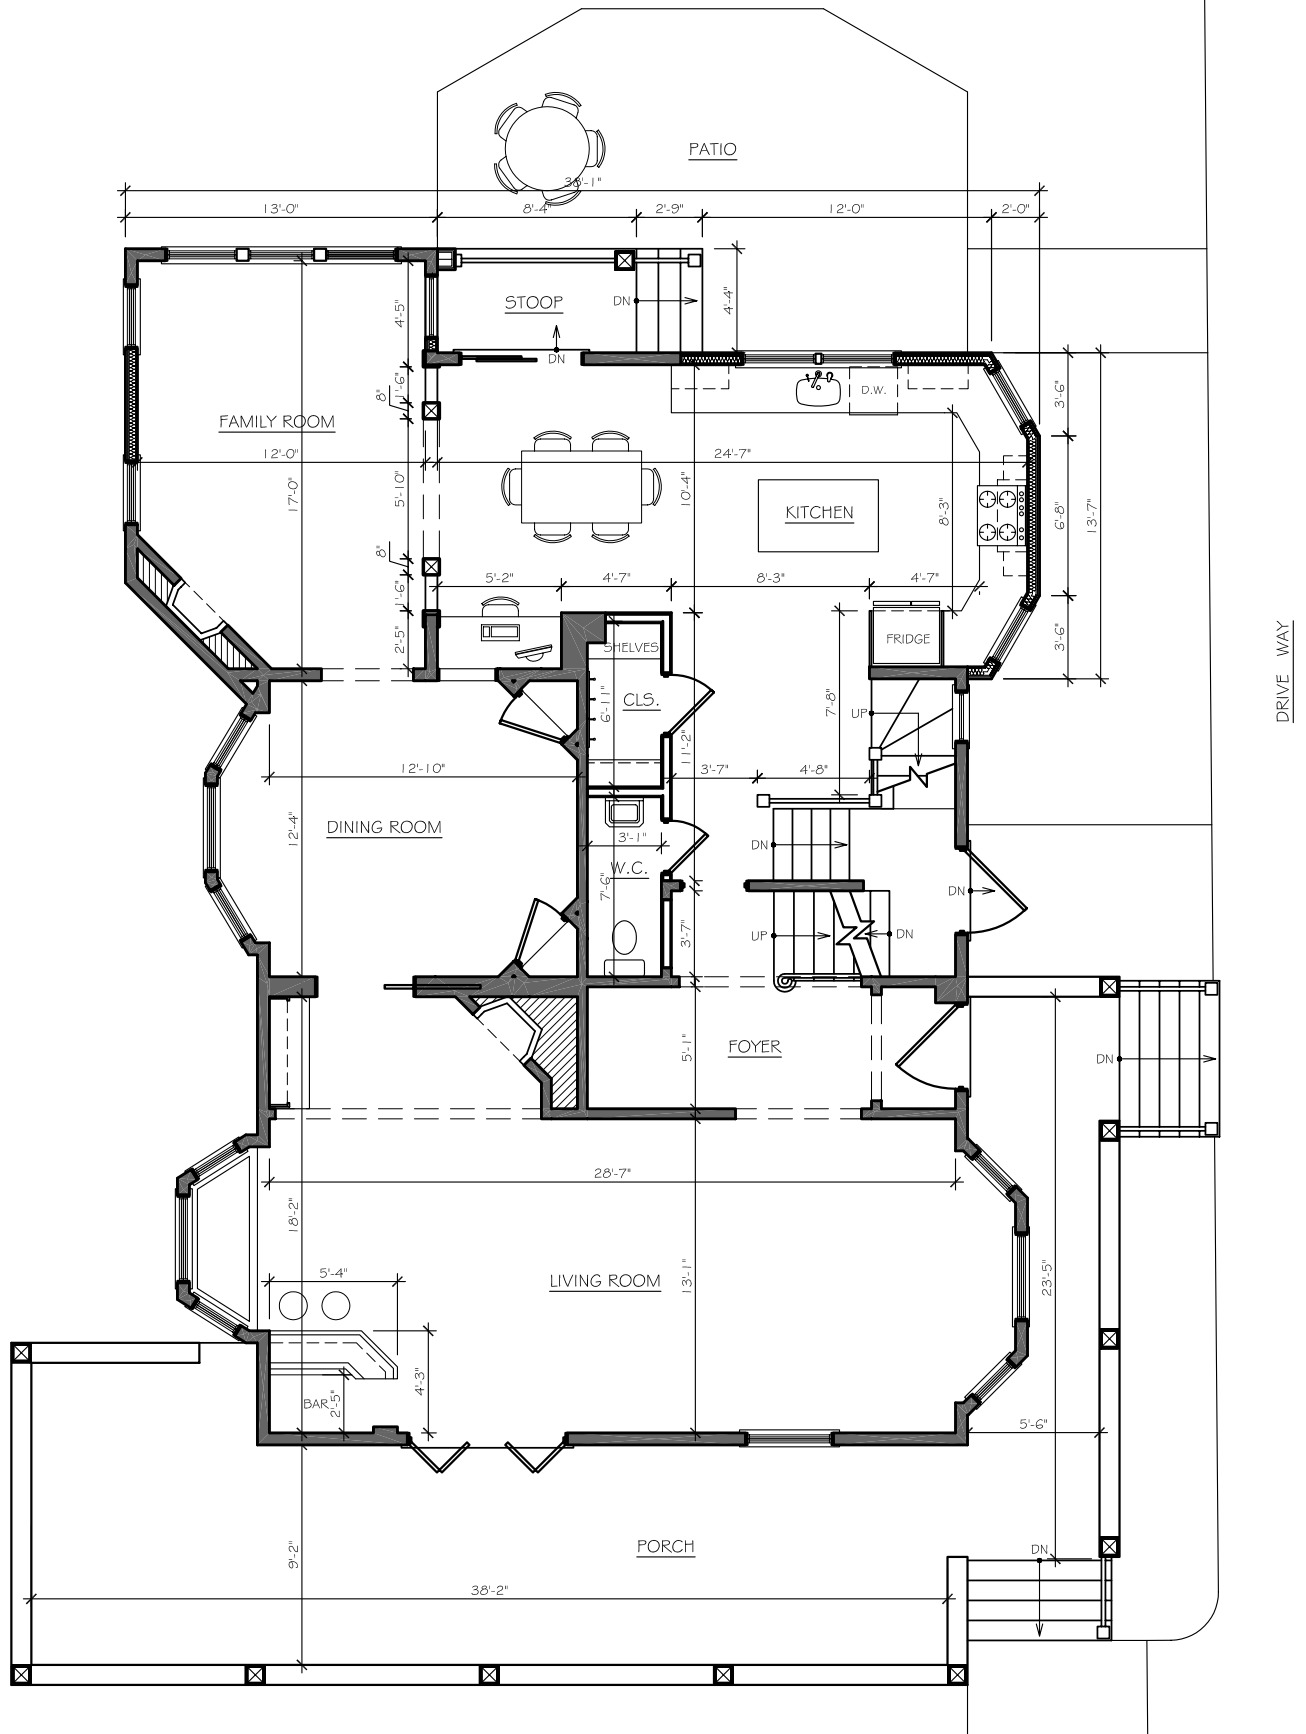 PATIO
38'-1"
13'-0"
8'-4"
2'-9"
12'-0"
2'-0"
STOOP
DN
4'-4"
4'-5"
DN
1'-6"
8"
D.W.
3'-6"
FAMILY ROOM
12'-0"
24'-7"
17'-0"
5'-10"
10'-4"
KITCHEN
8'-3"
6'-8"
13'-7"
8"
5'-2"
4'-7"
8'-3"
4'-7"
1'-6"
2'-5"
SHELVES
FRIDGE
3'-6"
DRIVE WAY
6'-11"
CLS.
7'-8"
UP
11'-2"
12'-10"
3'-7"
4'-8"
DINING ROOM
12'-4"
3'-1"
DN
W.C.
7'-6"
DN
3'-7"
UP
DN
5'-1"
FOYER
DN
28'-7"
18'-2"
5'-4"
LIVING ROOM
13'-1"
23'-5"
4'-3"
BAR
2'-5"
5'-6"
9'-2"
PORCH
DN
38'-2"